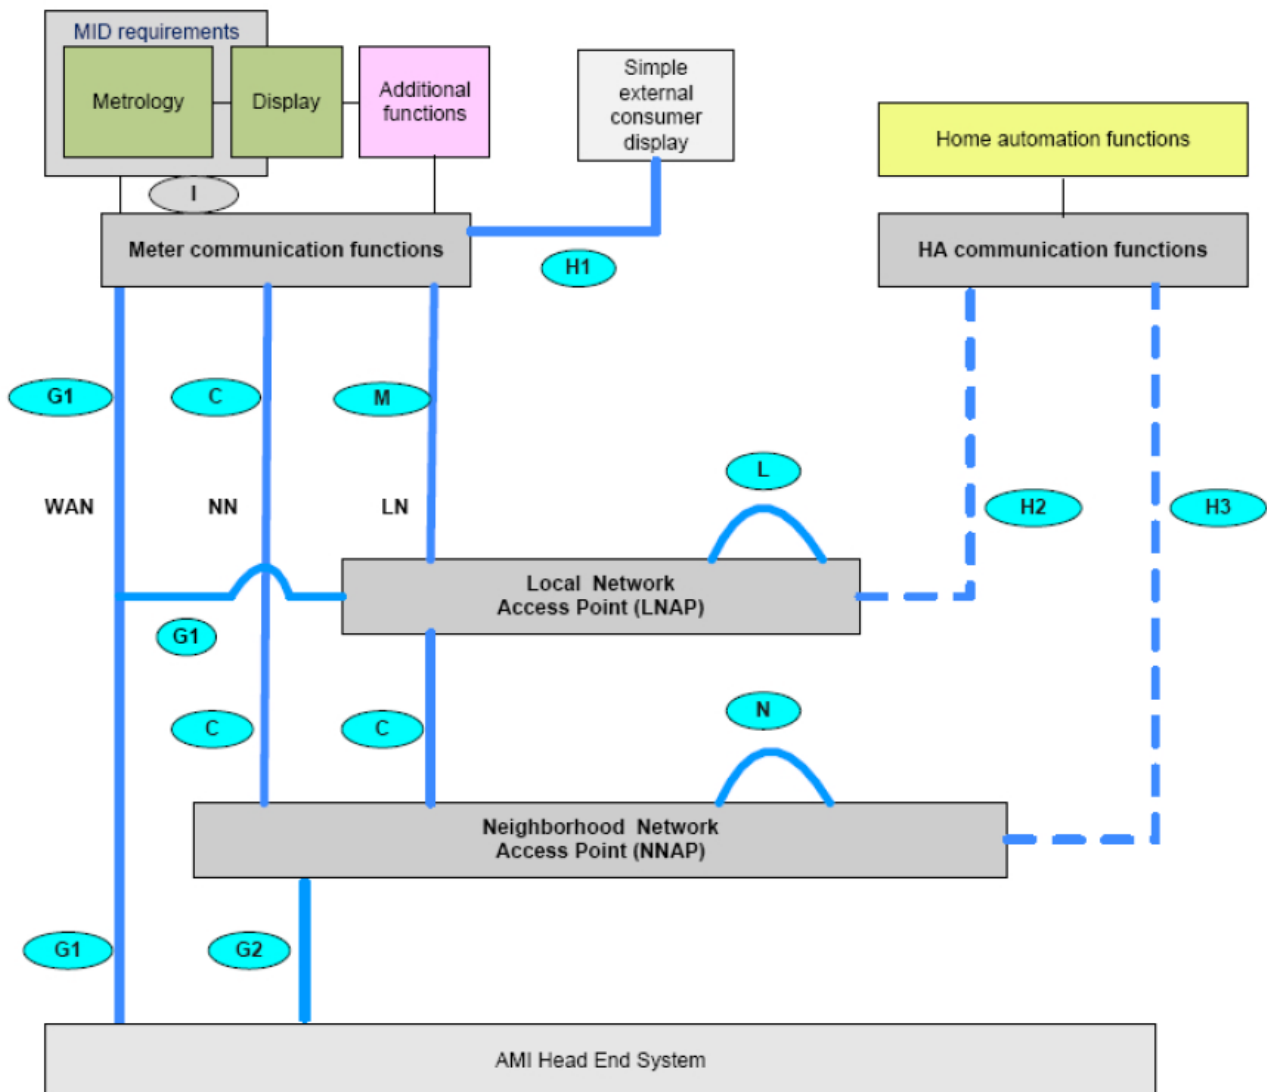 MID requirements
Metrology
Display
Additional
functions
Simple
external
consumer
display
Home automation functions
I
Meter communication functions
HA communication functions
H1
G1
C
M
L
WAN
NN
LN
H2
H3
Local Network
Access Point (LNAP)
G1
C
C
N
Neighborhood Network
Access Point (NNAP)
G1
G2
AMI Head End System